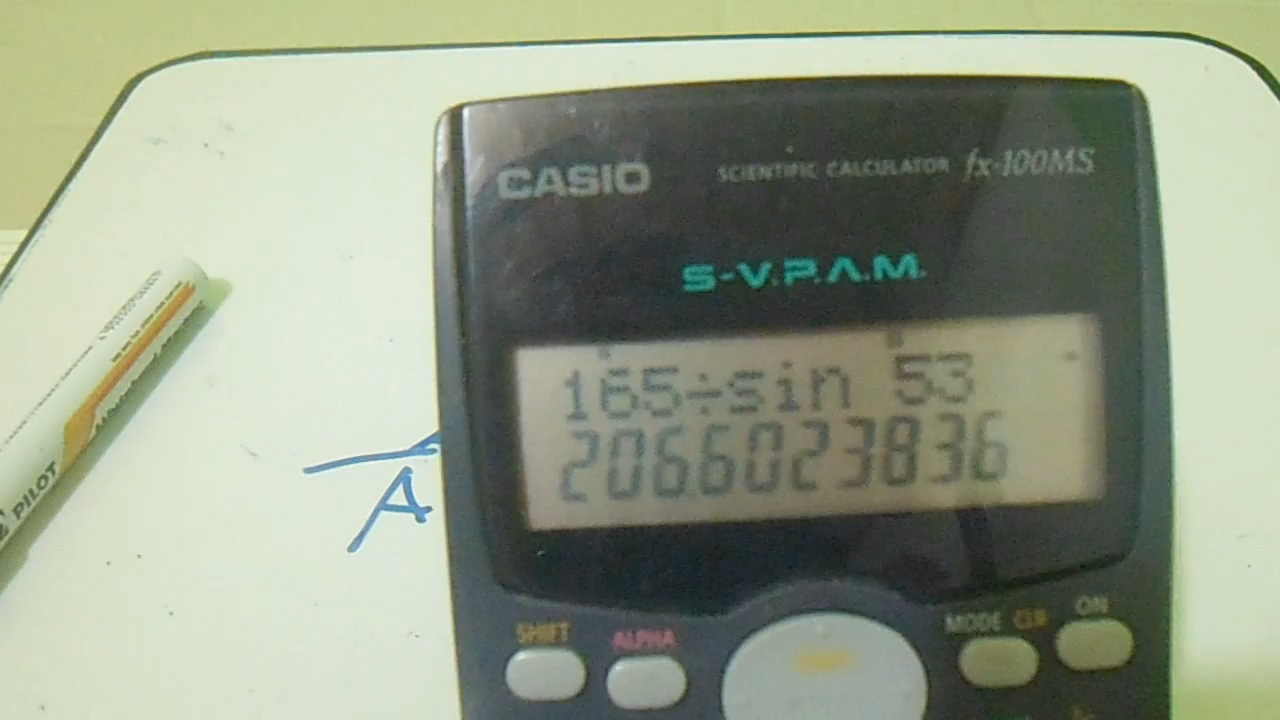 CASIO
SCIENTIFIC CALCULATOR fx-100MS
S-V.P.A.M.
165÷sin 53
206.6023836
A
PILOT
SHIFT
ALPHA
MODE CLR
ON